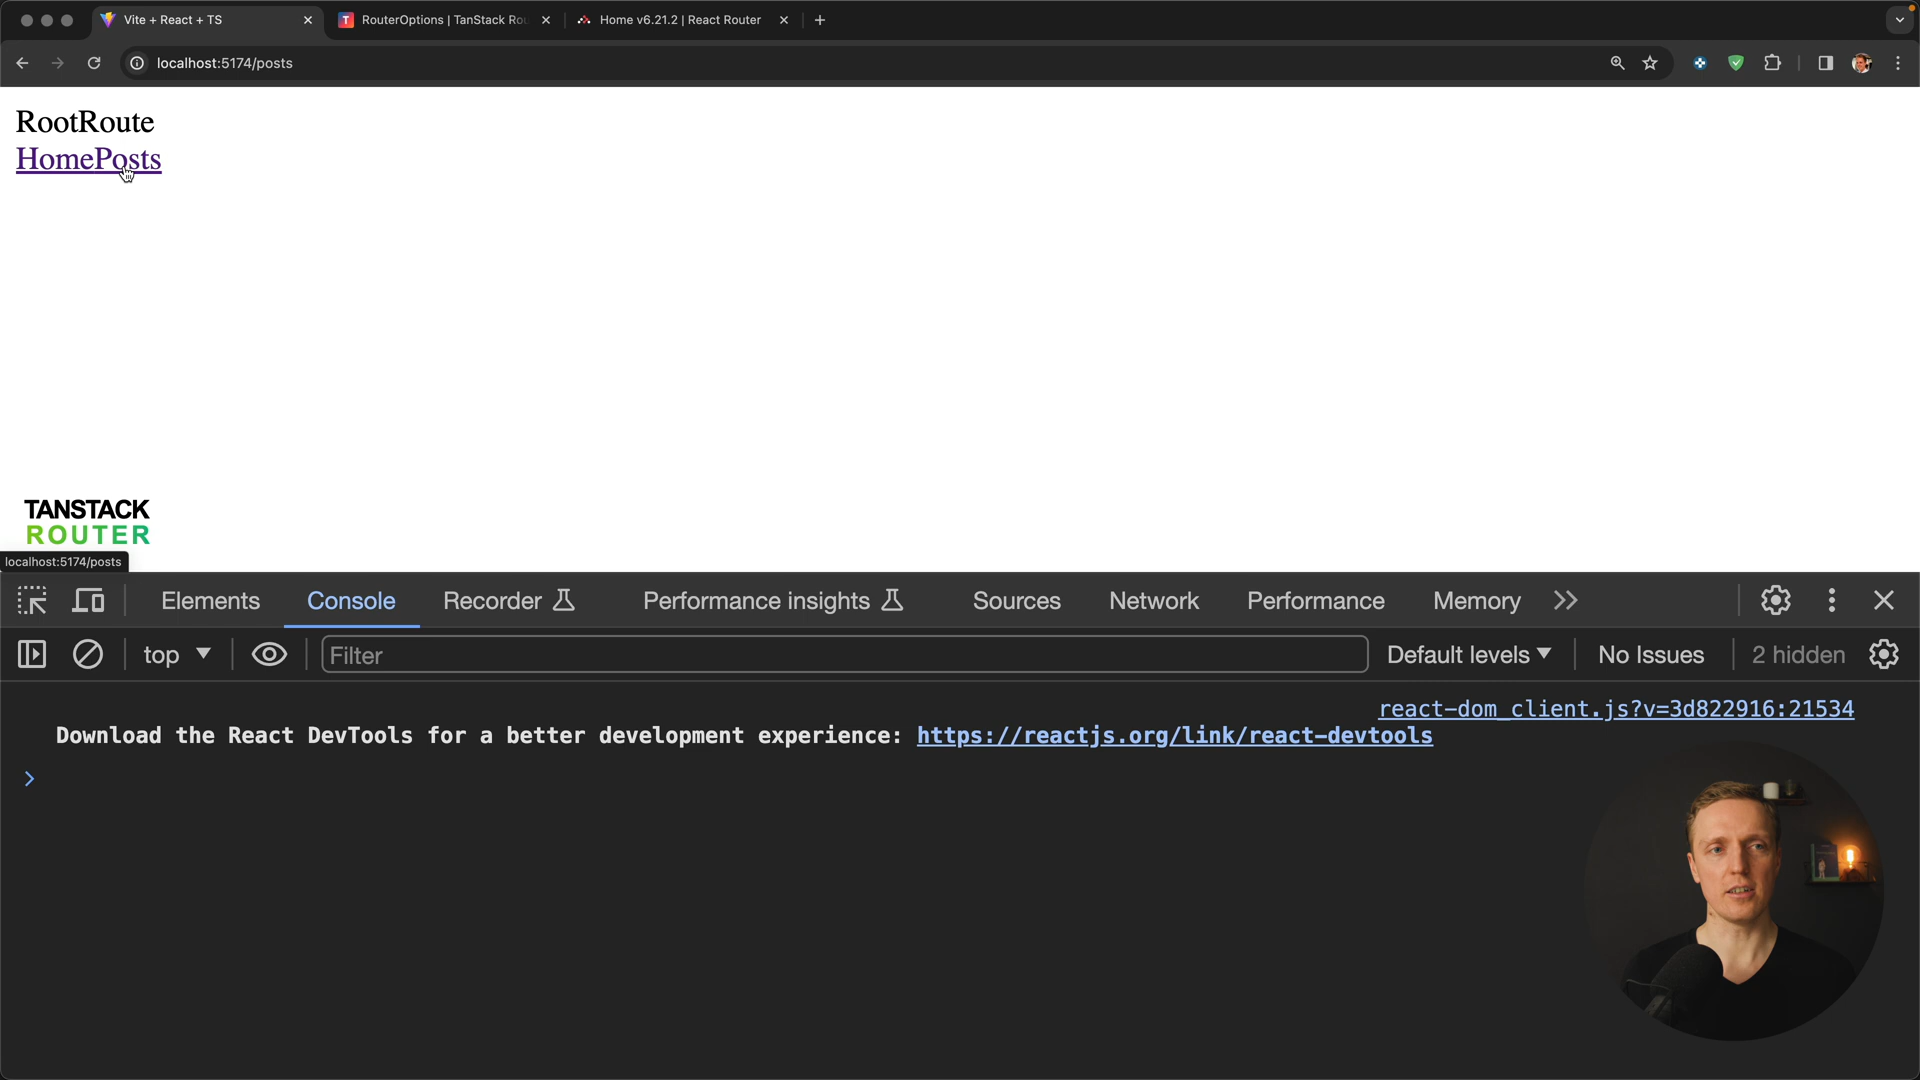 Vite + React + TS
RouterOptions | TanStack Rou
Home v6.21.2 | React Router
localhost:5174/posts
RootRoute
HomePosts
TANSTACK
ROUTER
localhost:5174/posts
Elements
Console
Recorder
Performance insights
Sources
Network
Performance
Memory
top
Filter
Default levels
No Issues
2 hidden
react-dom_client.js?v=3d822916:21534
Download the React DevTools for a better development experience: https://reactjs.org/link/react-devtools